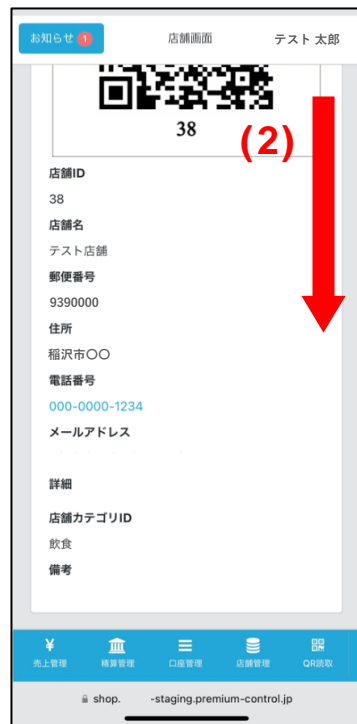 お知らせ 1 店舗画面 テスト 太郎
38
(2)
店舗ID
38
店舗名
テスト店舗
郵便番号
9390000
住所
稲沢市〇〇
電話番号
000-0000-1234
メールアドレス
詳細
店舗カテゴリID
飲食
備考
¥
売上管理 精算管理 口座管理 店舗管理 QR読取
shop. -staging.premium-control.jp